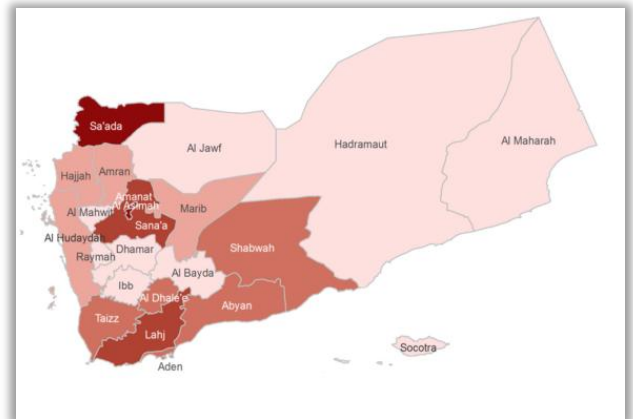 Sa'ada
Al Jawf
Hadramaut
Al Maharah
Hajjah
Amran
Amanat
Al Asimah
Marib
Al Mahwit
Sana'a
Al Hudaydah
Dhamar
Shabwah
Raymah
Al Bayda
Ibb
Al Dhale'e
Abyan
Taizz
Lahj
Socotra
Aden